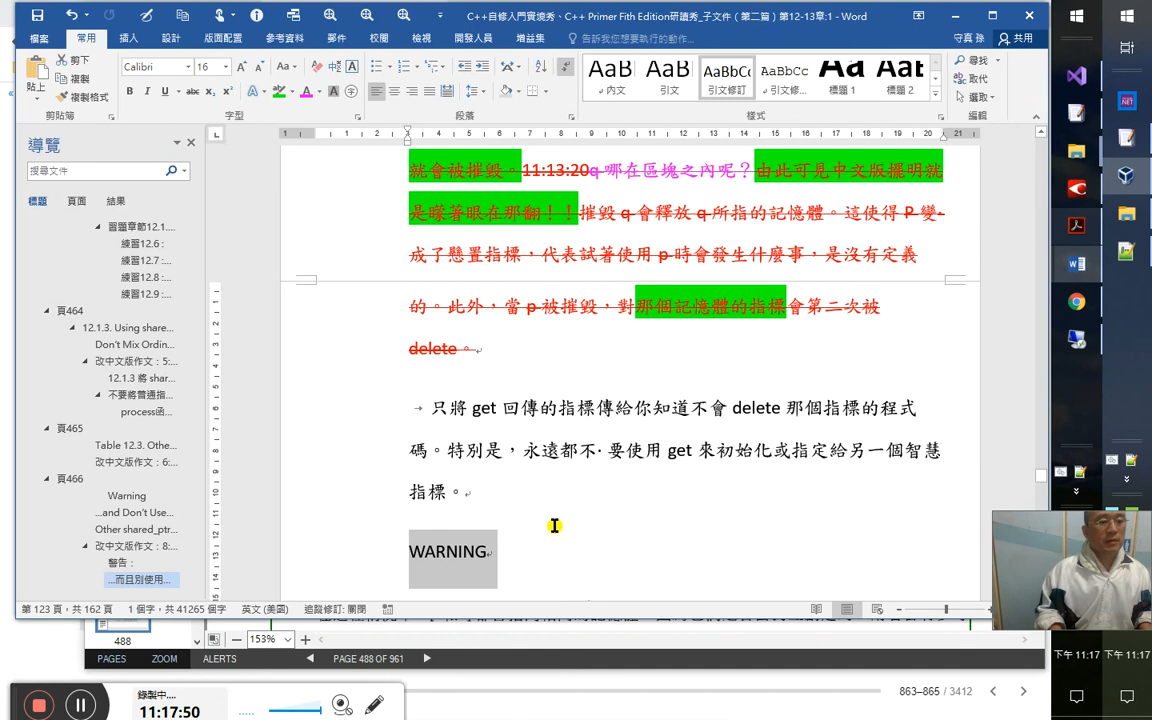 C++自修入門實境秀、C++ Primer Fith Edition研讀秀_子文件（第二篇）第12-13章:1 - Word
檔案 常用 插入 設計 版面配置 參考資料 郵件 校閱 檢視 開發人員 增益集 告訴我您想要執行的動作... 守真 孫 共用
剪下
複製
複製格式
貼上
Calibri 16
AaB AaB AaBbCc AaBbCc AaB AaB
內文 引文 引文修訂 引文修... 標題 1 標題 2
尋找
取代
選取
剪貼簿 字型 段落 樣式 編輯
導覽
搜尋文件
標題 頁面 結果
習題章節12.1....
練習12.6 :
練習12.7 :...
練習12.8 :
練習12.9 :
頁464
12.1.3. Using share...
Don't Mix Ordin...
改中文版作文：5:...
12.1.3 將 shar...
不要將普通指...
process函...
頁465
Table 12.3. Othe...
改中文版作文：6:...
頁466
Warning
...and Don't Use...
Other shared_ptr...
改中文版作文：8:...
警告：
...而且別使用...
就會被摧毀。11:13:20q 哪在區塊之內呢？由此可見中文版擺明就
是矇著眼在那翻！！摧毀 q 會釋放 q 所指的記憶體。這使得 P 變
成了懸置指標，代表試著使用 p 時會發生什麼事，是沒有定義
的。此外，當 p 被摧毀，對那個記憶體的指標會第二次被
delete。
只將 get 回傳的指標傳給你知道不會 delete 那個指標的程式
碼。特別是，永遠都不 要使用 get 來初始化或指定給另一個智慧
指標。
WARNING
第 123 頁，共 162 頁 1 個字，共 41265 個字 英文 (美國) 追蹤修訂: 關閉
488 153%
PAGES ZOOM ALERTS PAGE 488 OF 961
錄製中....
11:17:50
863–865 / 3412
下午 11:17 下午 11:17